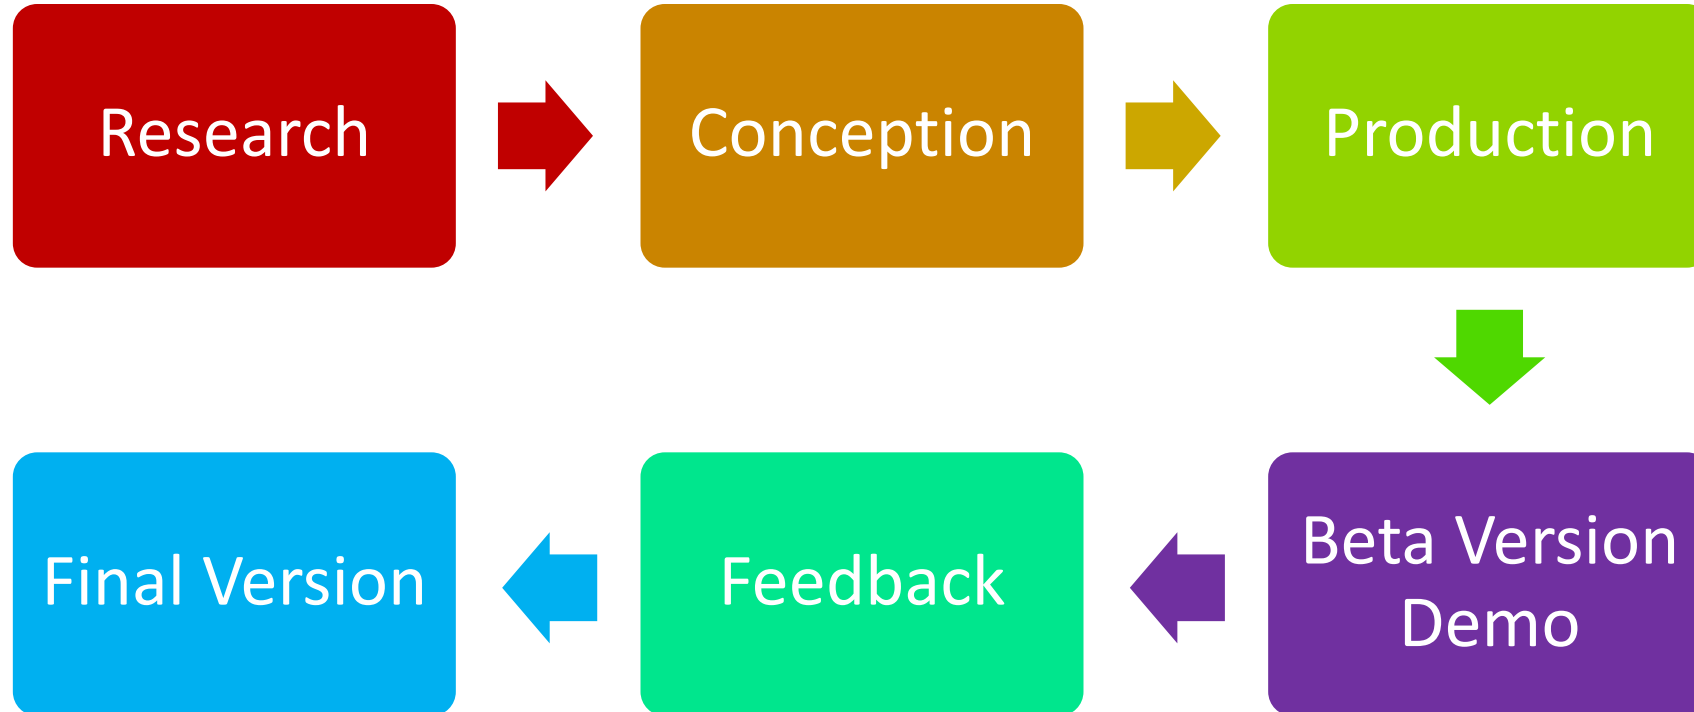 Research
Conception
Production
Beta Version
Demo
Feedback
Final Version